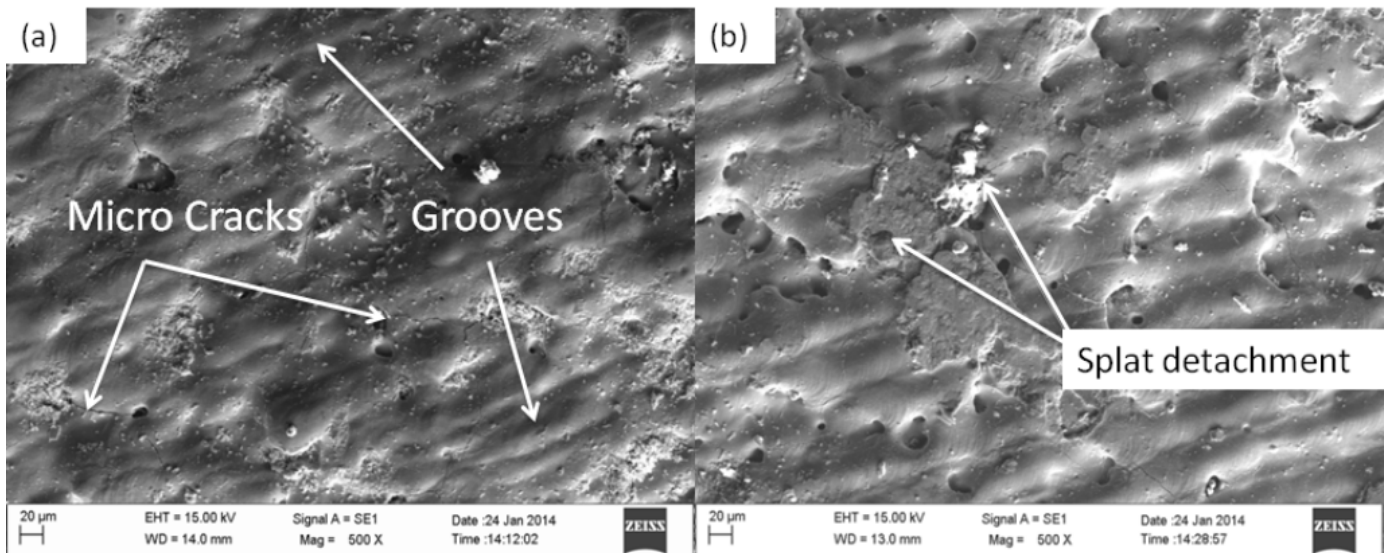 (a)
Micro Cracks
Grooves
20 µm
EHT = 15.00 kV
Signal A = SE1
Date :24 Jan 2014
ZEISS
WD = 14.0 mm
Mag = 500 X
Time :14:12:02
(b)
Splat detachment
20 µm
EHT = 15.00 kV
Signal A = SE1
Date :24 Jan 2014
ZEISS
WD = 13.0 mm
Mag = 500 X
Time :14:28:57